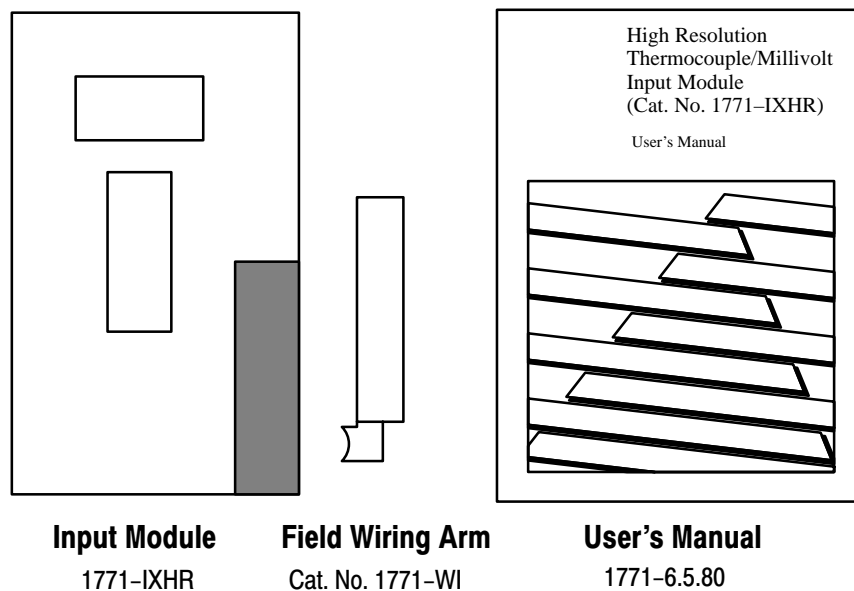 High Resolution
Thermocouple/Millivolt
Input Module
(Cat. No. 1771–IXHR)
User's Manual
Input Module
1771–IXHR
Field Wiring Arm
Cat. No. 1771–WI
User's Manual
1771–6.5.80